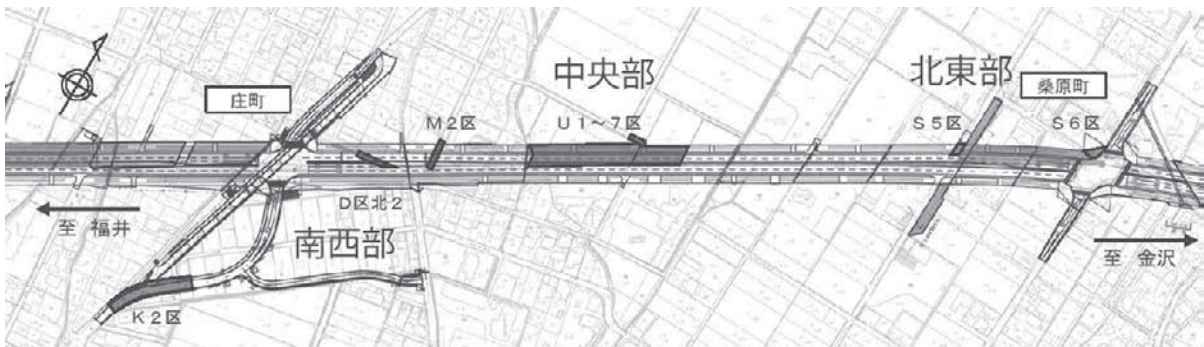 中央部
北東部
庄町
桑原町
M2区
U1~7区
S5区
S6区
D区北2
至 福井
南西部
至 金沢
K2区